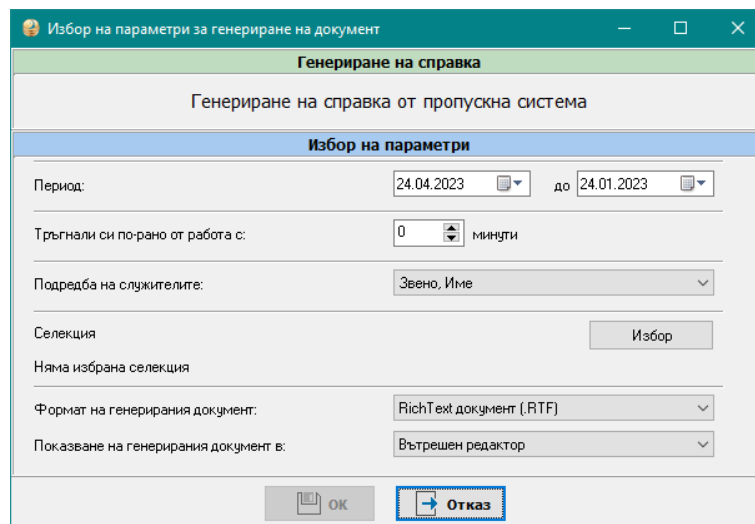 Избор на параметри за генериране на документ
Генериране на справка
Генериране на справка от пропускна система
Избор на параметри
Период: 24.04.2023 до 24.01.2023
Тръгнали си по-рано от работа с: 0 минути
Подредба на служителите: Звено, Име
Селекция Избор
Няма избрана селекция
Формат на генерирания документ: RichText документ (.RTF)
Показване на генерирания документ в: Вътрешен редактор
ОК Отказ